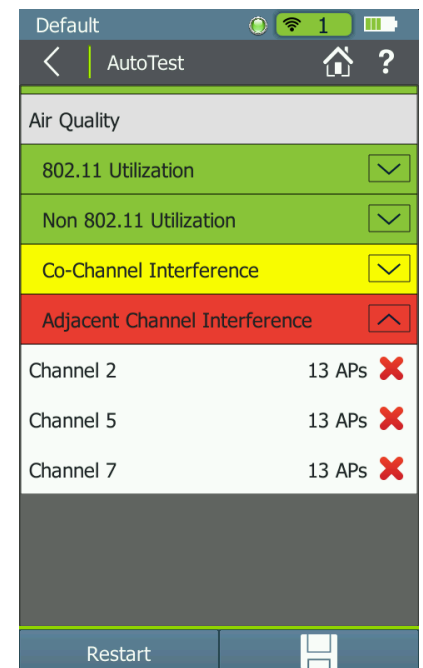 Default 1
AutoTest ?
Air Quality
802.11 Utilization
Non 802.11 Utilization
Co-Channel Interference
Adjacent Channel Interference
Channel 2 13 APs
Channel 5 13 APs
Channel 7 13 APs
Restart